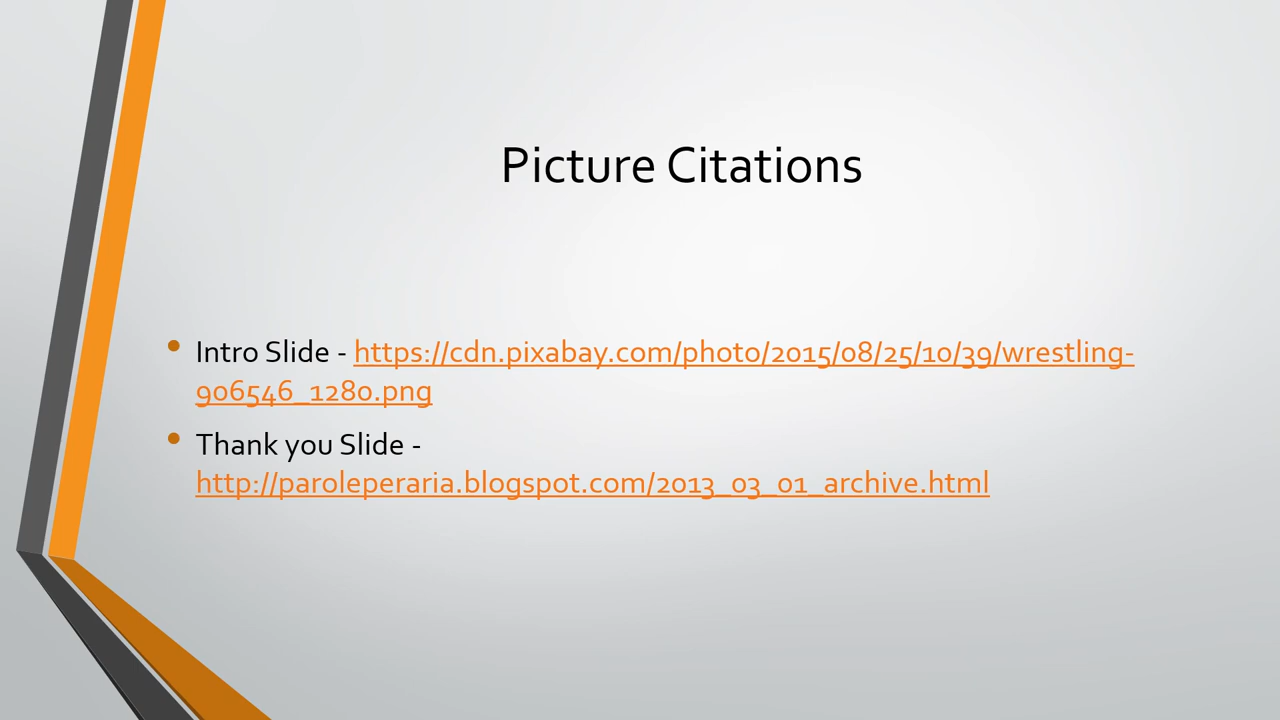 Picture Citations
Intro Slide - https://cdn.pixabay.com/photo/2015/08/25/10/39/wrestling-
906546_1280.png
Thank you Slide -
http://paroleperaria.blogspot.com/2013_03_01_archive.html